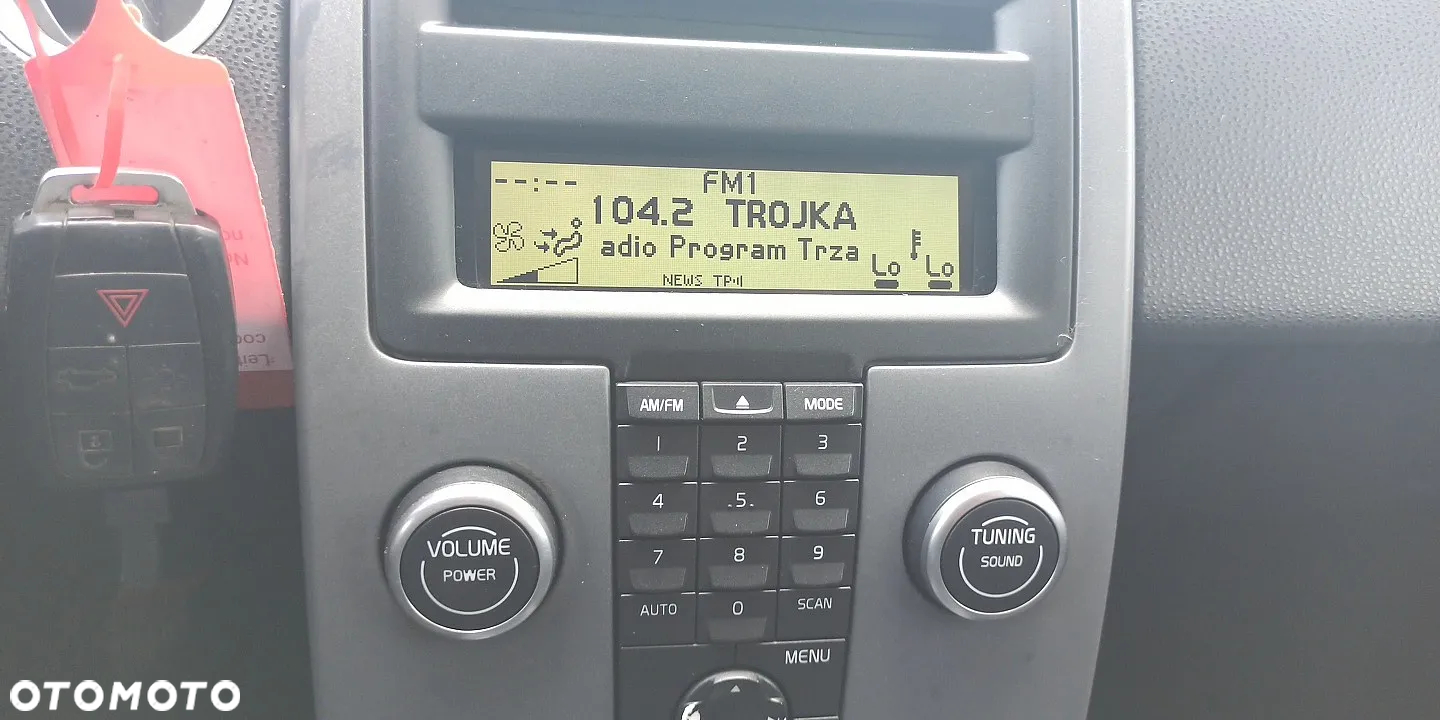 --:-- FM1
104.2 TROJKA
adio Program Trza
Lo Lo
NEWS TP
AM/FM MODE
1 2 3
4 5 6
7 8 9
AUTO 0 SCAN
MENU
VOLUME
POWER
TUNING
SOUND
OTOMOTO